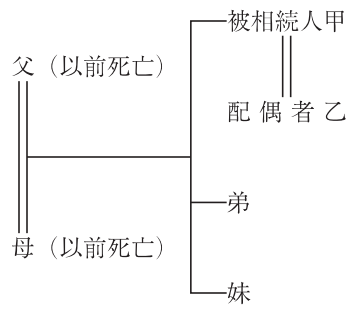 被相続人甲
父（以前死亡）
配偶者乙
弟
母（以前死亡）
妹